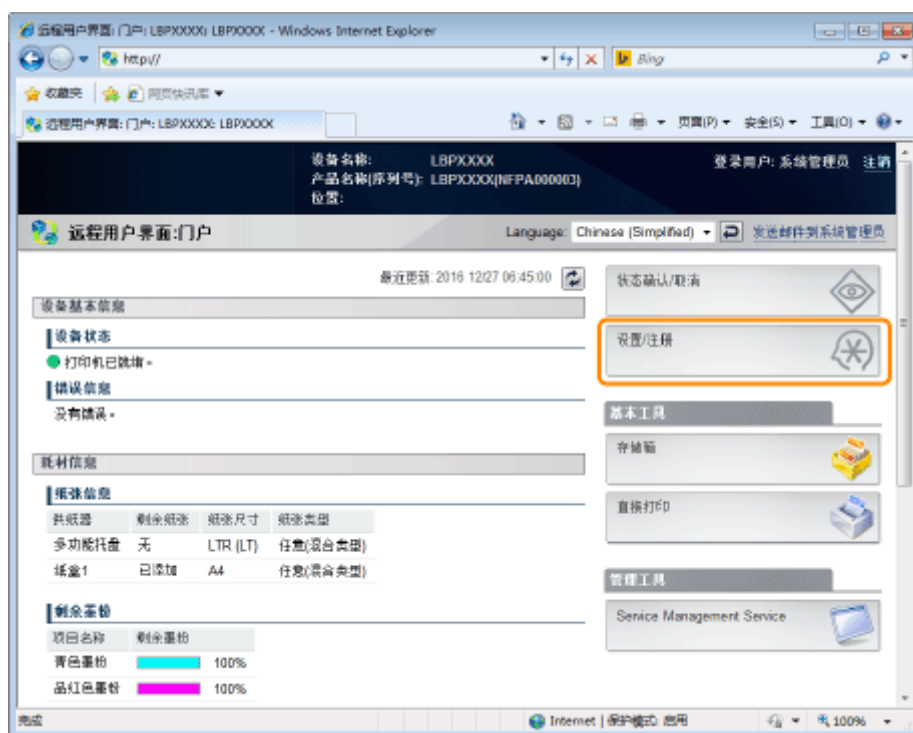 远程用户界面: 门户: LBPXXXX: LBPXXXX - Windows Internet Explorer
http://
Bing
收藏夹 网页快讯库
远程用户界面: 门户: LBPXXXX: LBPXXXX
页面(P) 安全(S) 工具(O)
设备名称: LBPXXXX
产品名称(序列号): LBPXXXX(NFPA000003)
位置:
登录用户: 系统管理员 注销
远程用户界面:门户
Language: Chinese (Simplified) 发送邮件到系统管理员
最近更新: 2016 12/27 06:45:00
设备基本信息
设备状态
打印机已就绪。
错误信息
没有错误。
耗材信息
纸张信息
供纸器 剩余纸张 纸张尺寸 纸张类型
多功能托盘 无 LTR (LT) 任意(混合类型)
纸盒1 已添加 A4 任意(混合类型)
剩余墨粉
项目名称 剩余墨粉
青色墨粉 100%
品红色墨粉 100%
状态确认/取消
设置/注册
基本工具
存储箱
直接打印
管理工具
Service Management Service
完成
Internet | 保护模式: 启用
100%